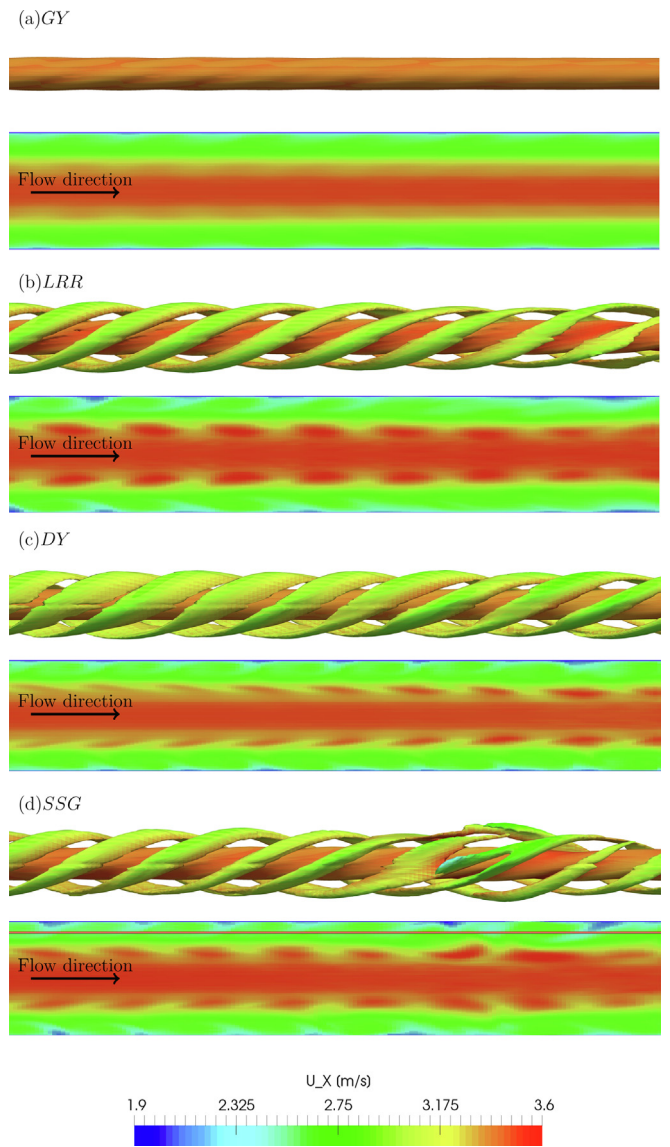 (a)GY
Flow direction
(b)LRR
Flow direction
(c)DY
Flow direction
(d)SSG
Flow direction
U_X (m/s)
1.9 2.325 2.75 3.175 3.6